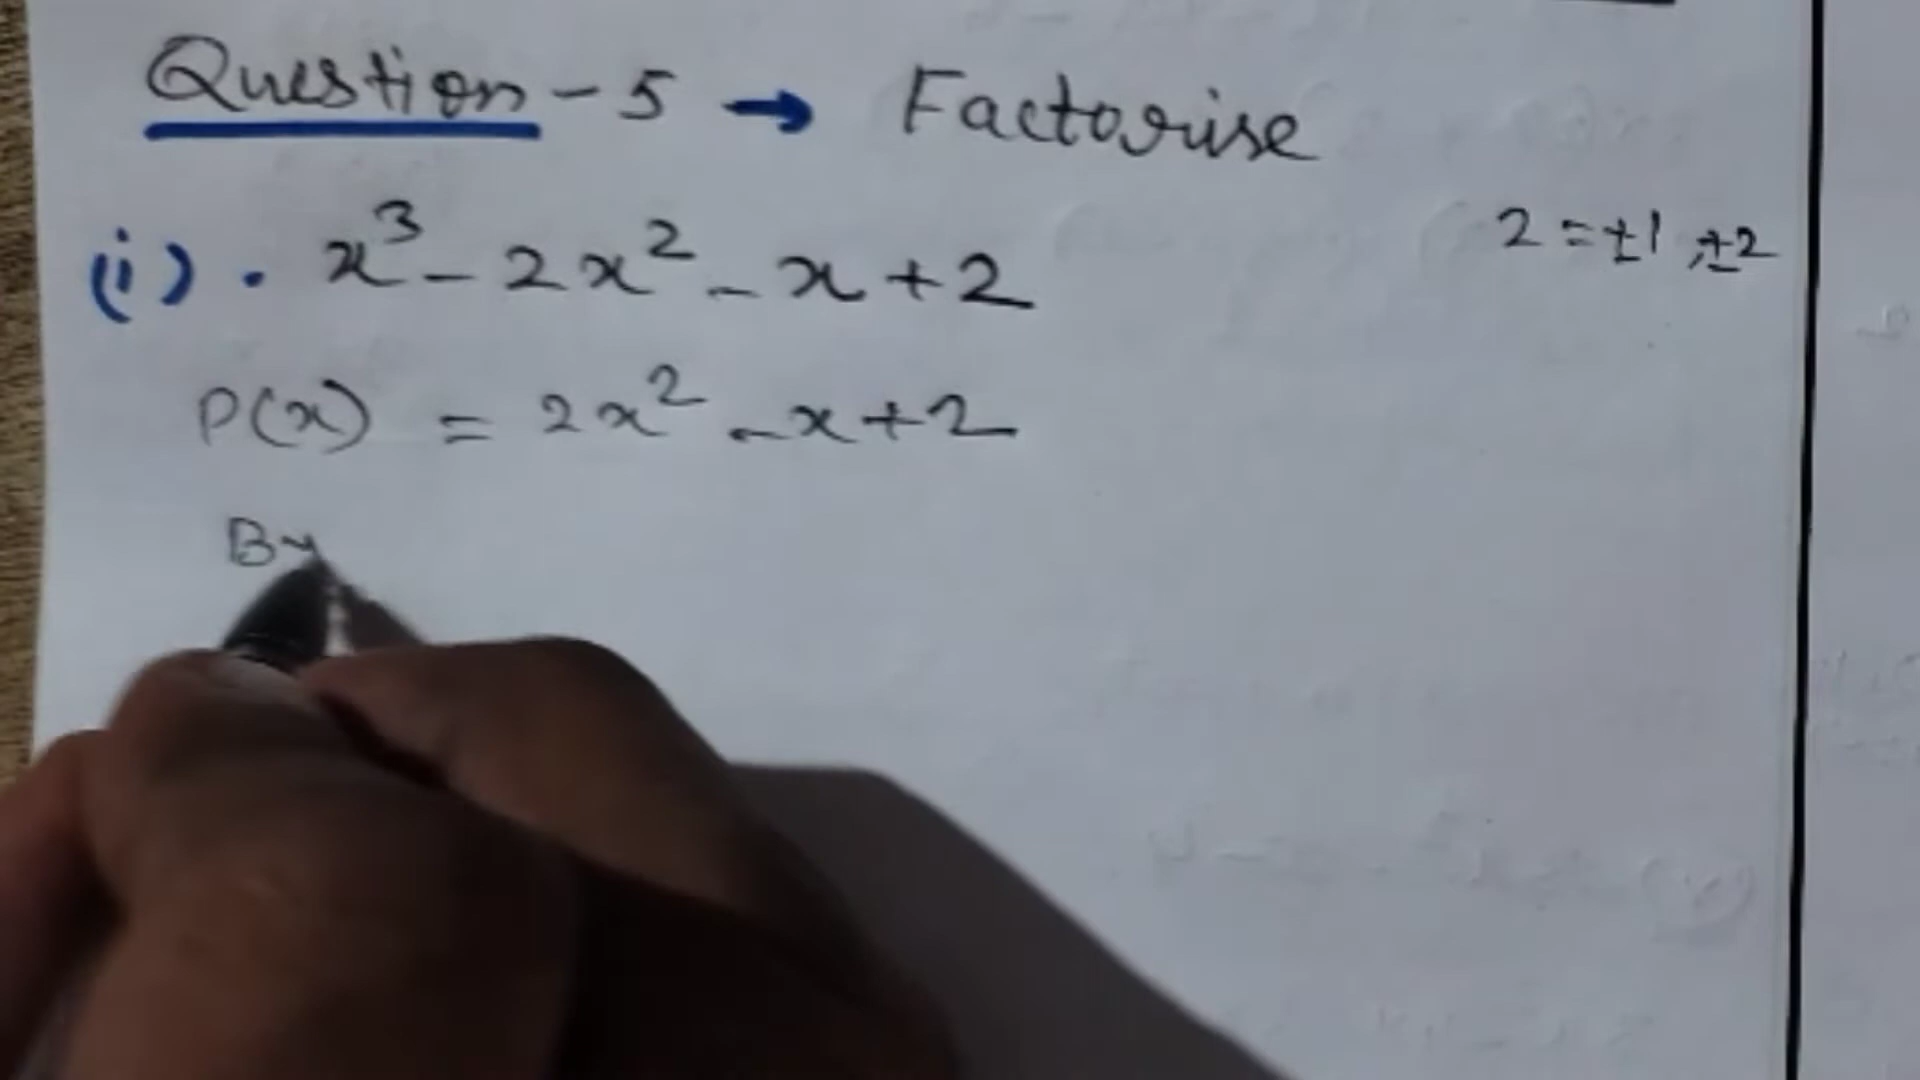 Question - 5 → Factorise
(i). x³ - 2x² - x + 2
2 = ±1, ±2
P(x) = 2x² - x + 2
By